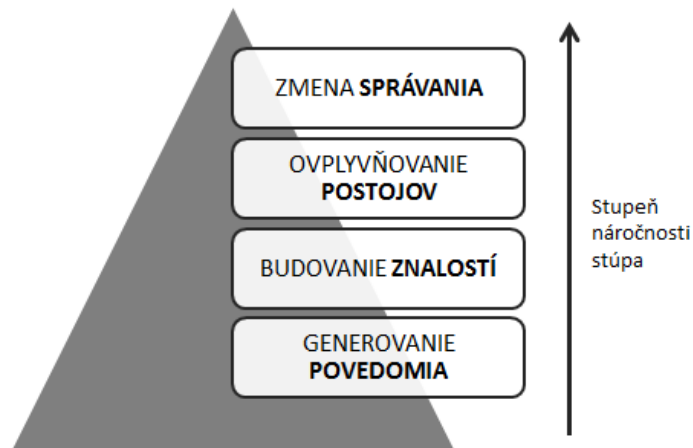 ZMENA SPRÁVANIA
OVPLYVŇOVANIE
POSTOJOV
BUDOVANIE ZNALOSTÍ
GENEROVANIE
POVEDOMIA
Stupeň
náročnosti
stúpa